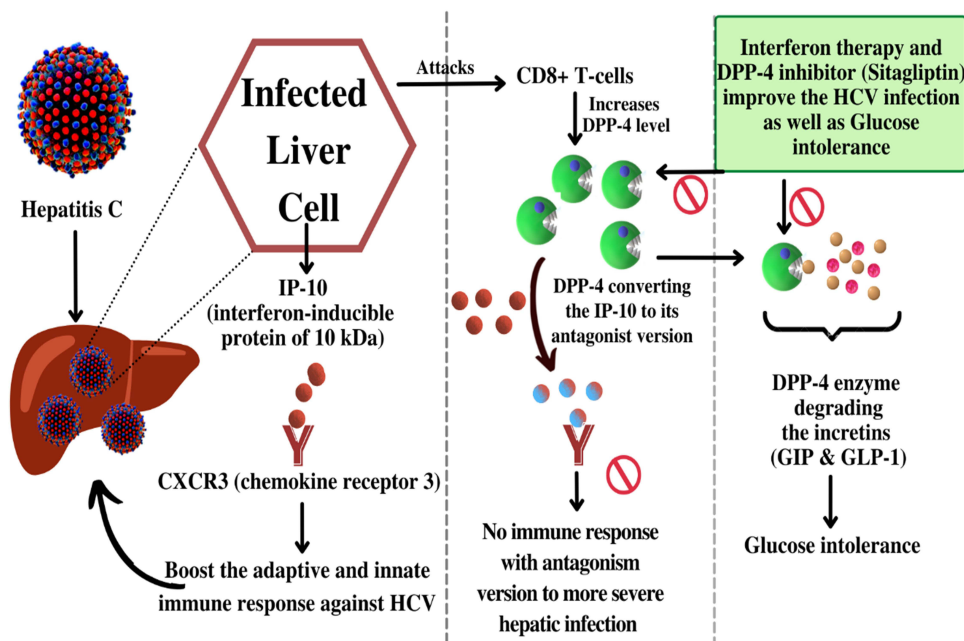 Hepatitis C
Infected
Liver
Cell
IP-10
(interferon-inducible
protein of 10 kDa)
CXCR3 (chemokine receptor 3)
Boost the adaptive and innate
immune response against HCV
Attacks
CD8+ T-cells
Increases
DPP-4 level
DPP-4 converting
the IP-10 to its
antagonist version
No immune response
with antagonism
version to more severe
hepatic infection
Interferon therapy and
DPP-4 inhibitor (Sitagliptin)
improve the HCV infection
as well as Glucose
intolerance
DPP-4 enzyme
degrading
the incretins
(GIP & GLP-1)
Glucose intolerance